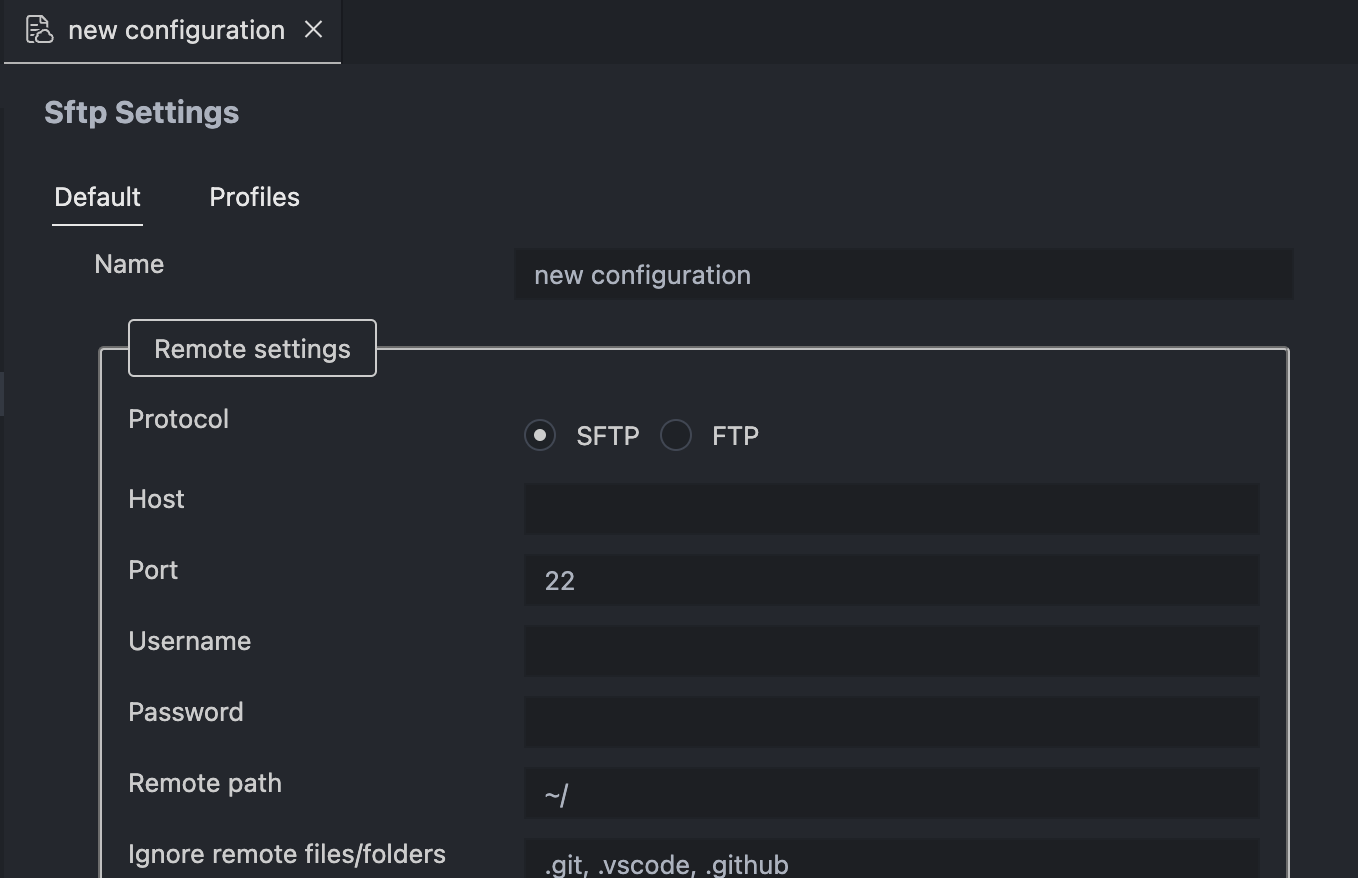 new configuration
Sftp Settings
Default Profiles
Name new configuration
Remote settings
Protocol SFTP FTP
Host
Port 22
Username
Password
Remote path ~/
Ignore remote files/folders .git, .vscode, .github